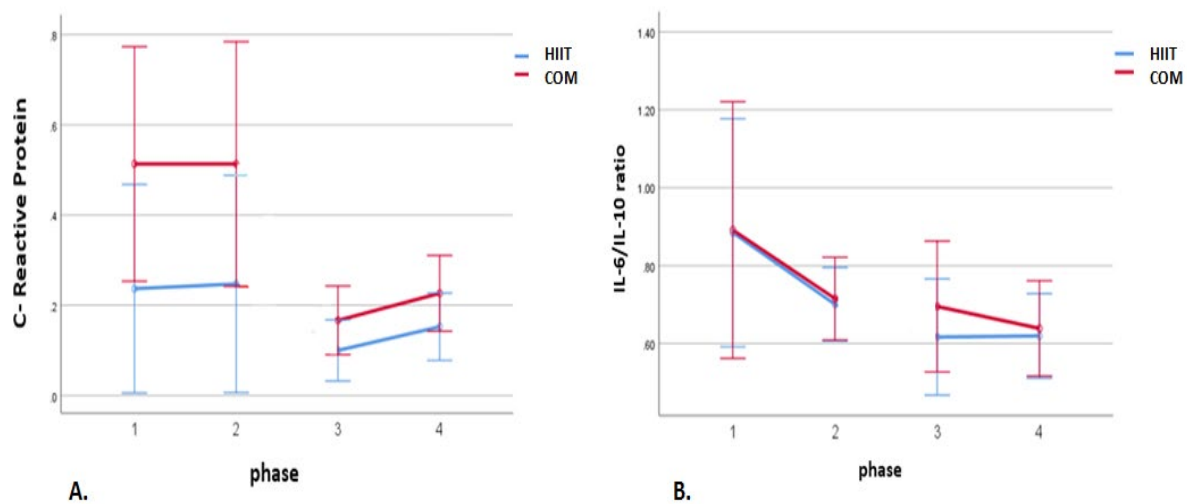 C- Reactive Protein
.8
.6
.4
.2
.0
1 2 3 4
phase
A.
HIIT
COM
IL-6/IL-10 ratio
1.40
1.20
1.00
.80
.60
1 2 3 4
phase
B.
HIIT
COM